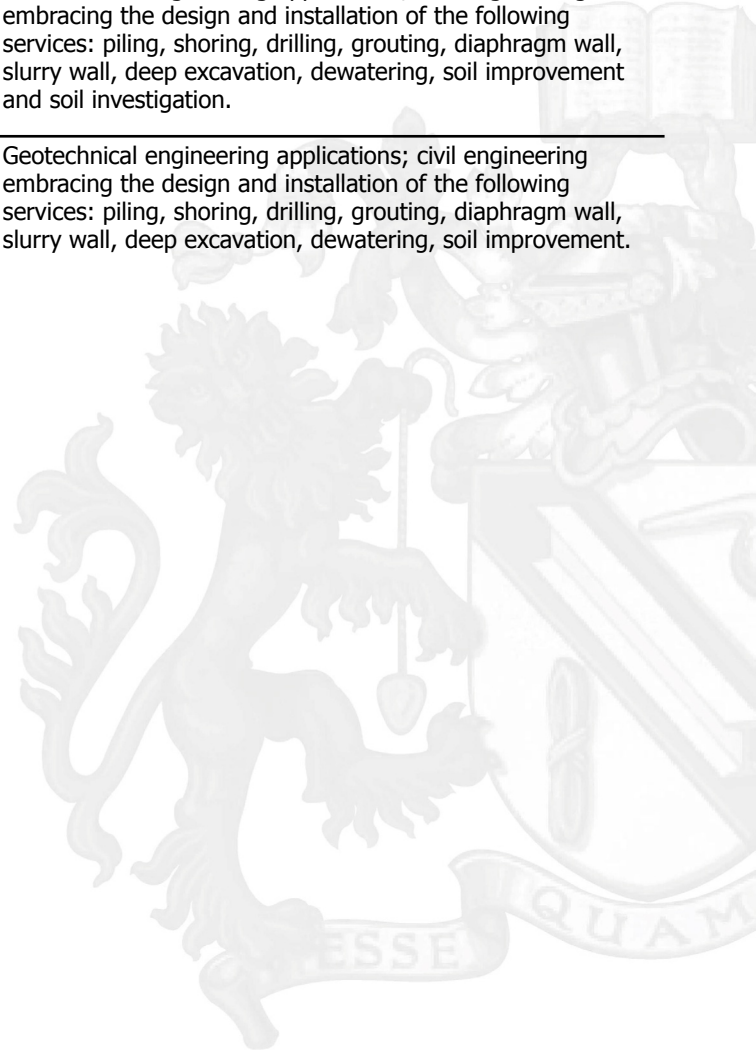 embracing the design and installation of the following
services: piling, shoring, drilling, grouting, diaphragm wall,
slurry wall, deep excavation, dewatering, soil improvement
and soil investigation.
Geotechnical engineering applications; civil engineering
embracing the design and installation of the following
services: piling, shoring, drilling, grouting, diaphragm wall,
slurry wall, deep excavation, dewatering, soil improvement.
ESSE QUAM